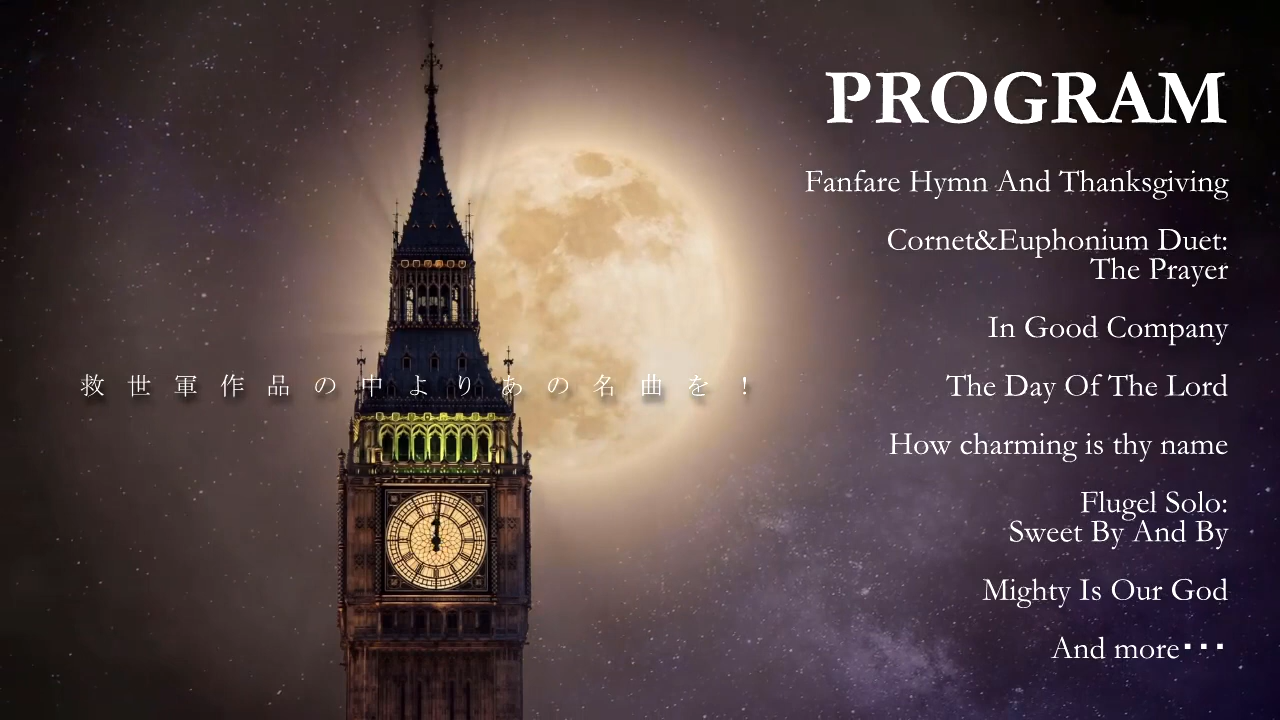 PROGRAM
Fanfare Hymn And Thanksgiving
Cornet&Euphonium Duet:
The Prayer
In Good Company
救世軍作品の中よりあの名曲を！
The Day Of The Lord
How charming is thy name
Flugel Solo:
Sweet By And By
Mighty Is Our God
And more･･･